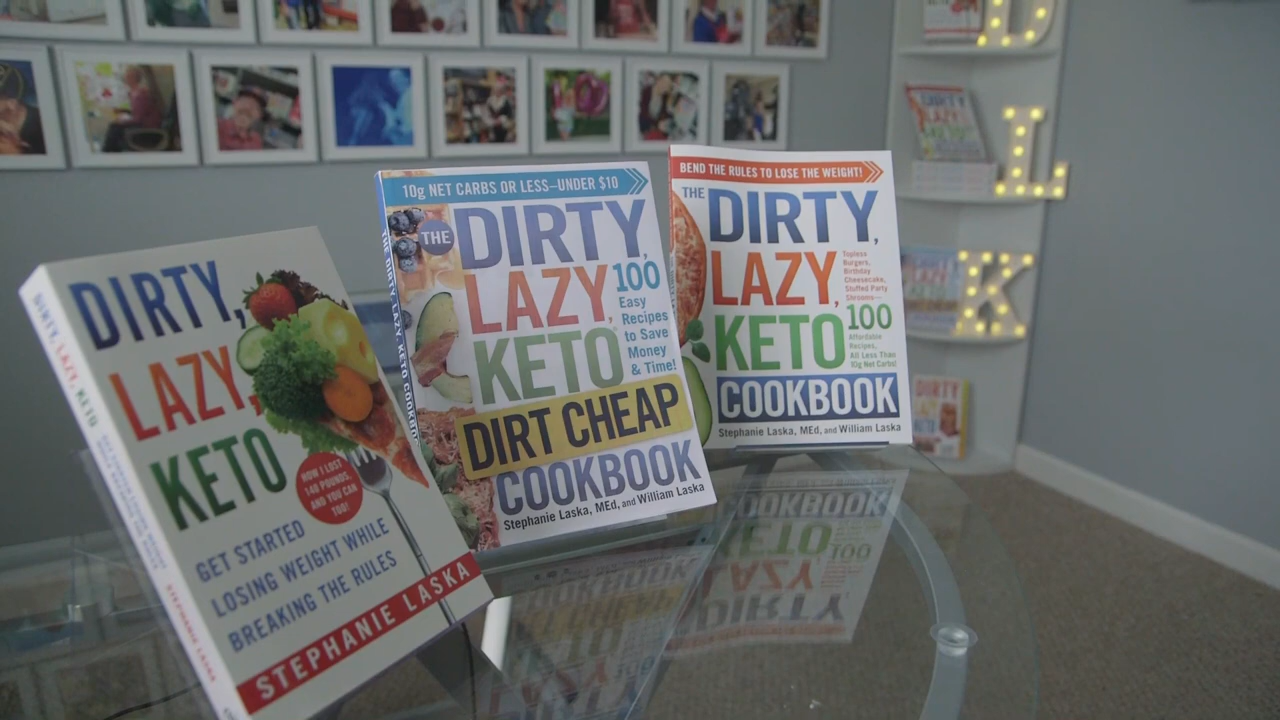 DIRTY,
LAZY,
KETO
HOW I LOST
140 POUNDS,
AND YOU CAN
TOO!
GET STARTED
LOSING WEIGHT WHILE
BREAKING THE RULES
STEPHANIE LASKA
DIRTY, LAZY, KETO
10g NET CARBS OR LESS—UNDER $10
THE
DIRTY,
LAZY,
KETO
100
Easy
Recipes
to Save
Money
& Time!
DIRT CHEAP
COOKBOOK
Stephanie Laska, MEd, and William Laska
THE DIRTY, LAZY, KETO COOKBOOK
BEND THE RULES TO LOSE THE WEIGHT!
THE
DIRTY,
LAZY,
KETO
Topless
Burgers,
Birthday
Cheesecake,
Stuffed Party
Shrooms—
100
Affordable
Recipes,
All Less Than
10g Net Carbs!
COOKBOOK
Stephanie Laska, MEd, and William Laska
D
L
K
DIRTY